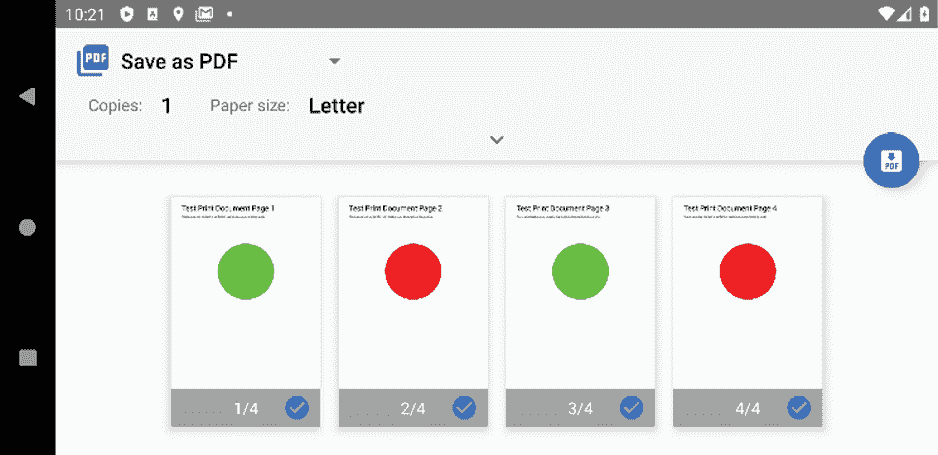 10:21
PDF Save as PDF
Copies: 1 Paper size: Letter
PDF
Test Print Document Page 1
Test Print Document Page 2
Test Print Document Page 3
Test Print Document Page 4
1/4
2/4
3/4
4/4